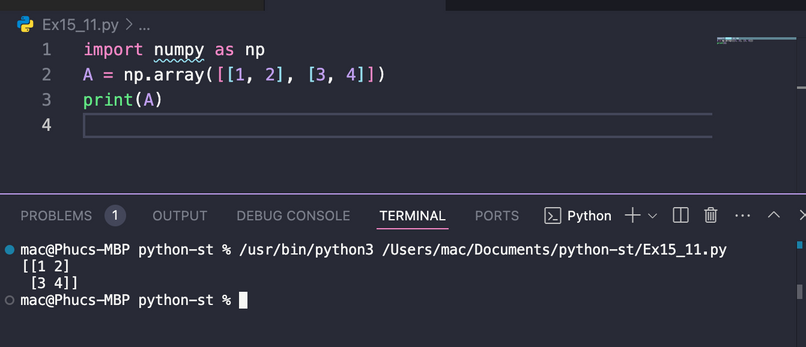 Ex15_11.py > ...
1 import numpy as np
2 A = np.array([[1, 2], [3, 4]])
3 print(A)
4
PROBLEMS 1 OUTPUT DEBUG CONSOLE TERMINAL PORTS Python
mac@Phucs-MBP python-st % /usr/bin/python3 /Users/mac/Documents/python-st/Ex15_11.py
[[1 2]
 [3 4]]
mac@Phucs-MBP python-st %